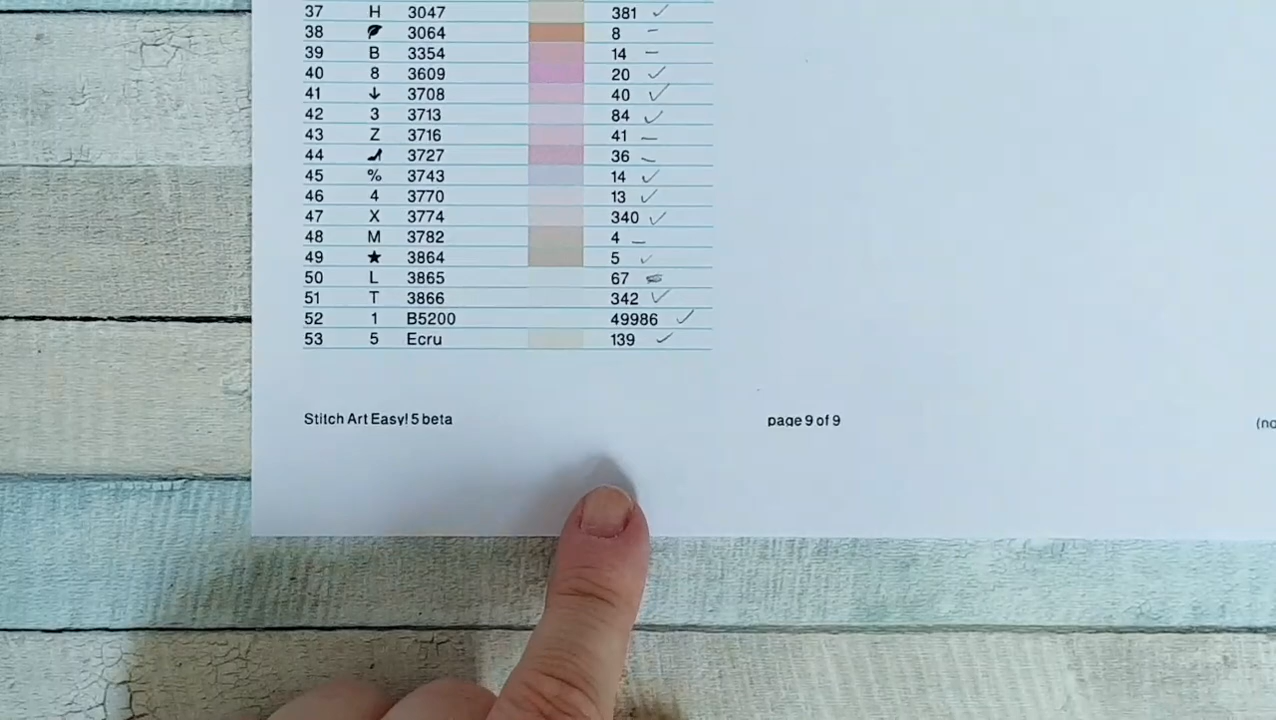 37 H 3047 381 ✓
38 3064 8 –
39 B 3354 14 –
40 8 3609 20 ✓
41 ↓ 3708 40 ✓
42 3 3713 84 ✓
43 Z 3716 41 –
44 3727 36 –
45 % 3743 14 ✓
46 4 3770 13 ✓
47 X 3774 340 ✓
48 M 3782 4 –
49 ★ 3864 5 ✓
50 L 3865 67
51 T 3866 342 ✓
52 1 B5200 49986 ✓
53 5 Ecru 139 ✓
Stitch Art Easy! 5 beta page 9 of 9